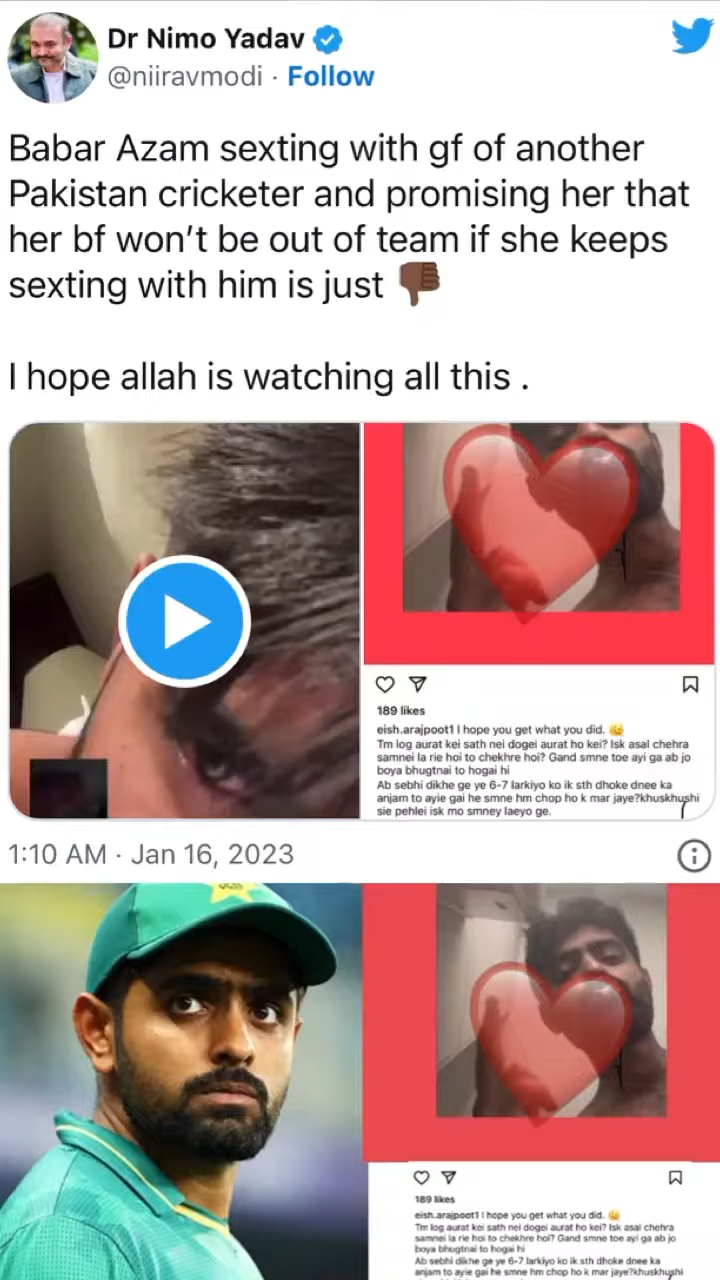 Dr Nimo Yadav
@niiravmodi · Follow
Babar Azam sexting with gf of another
Pakistan cricketer and promising her that
her bf won’t be out of team if she keeps
sexting with him is just 👎🏿
I hope allah is watching all this .
189 likes
eish.arajpoot1 I hope you get what you did. 🥲
Tm log aurat kei sath nei dogei aurat ho kei? Isk asal chehra
samnei la rie hoi to chekhre hoi? Gand smne toe ayi ga ab jo
boya bhugtnai to hogai hi
Ab sebhi dikhe ge ye 6-7 larkiyo ko ik sth dhoke dnee ka
anjam to ayie gai he smne hm chop ho k mar jaye?khuskhushi
sie pehlei isk mo smney laeyo ge.
1:10 AM · Jan 16, 2023
189 likes
eish.arajpoot1 I hope you get what you did. 🥲
Tm log aurat kei sath nei dogei aurat ho kei? Isk asal chehra
samnei la rie hoi to chekhre hoi? Gand smne toe ayi ga ab jo
boya bhugtnai to hogai hi
Ab sebhi dikhe ge ye 6-7 larkiyo ko ik sth dhoke dnee ka
anjam to ayie gai he smne hm chop ho k mar jaye?khuskhushi